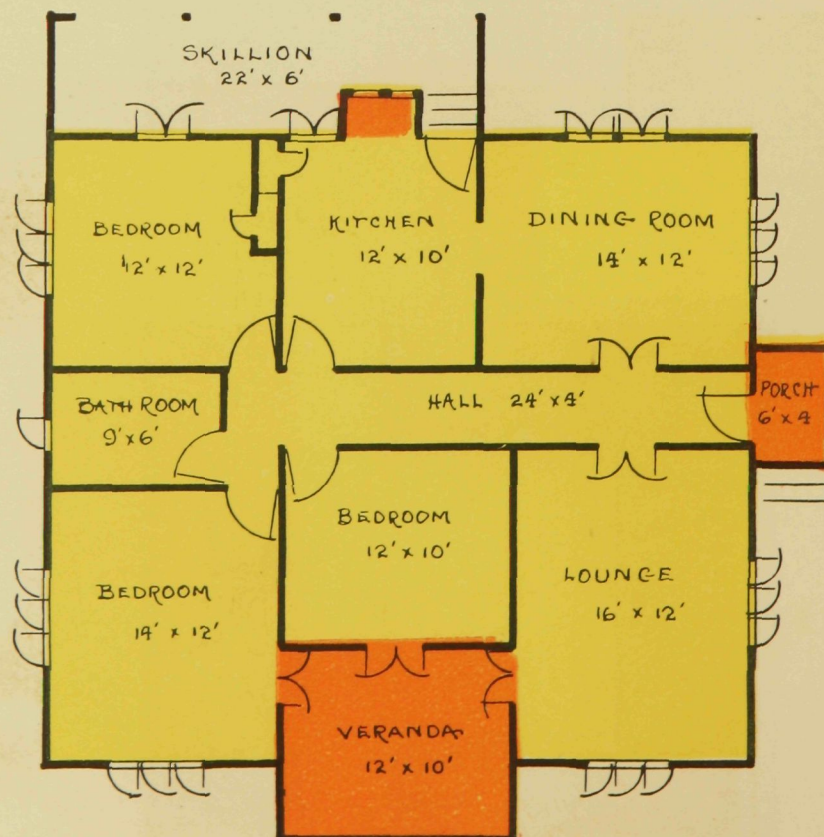 SKILLION
22' x 6'
BEDROOM
12' x 12'
KITCHEN
12' x 10'
DINING ROOM
14' x 12'
BATH ROOM
9' x 6'
HALL 24' x 4'
PORCH
6' x 4
BEDROOM
12' x 10'
BEDROOM
14' x 12'
LOUNGE
16' x 12'
VERANDA
12' x 10'